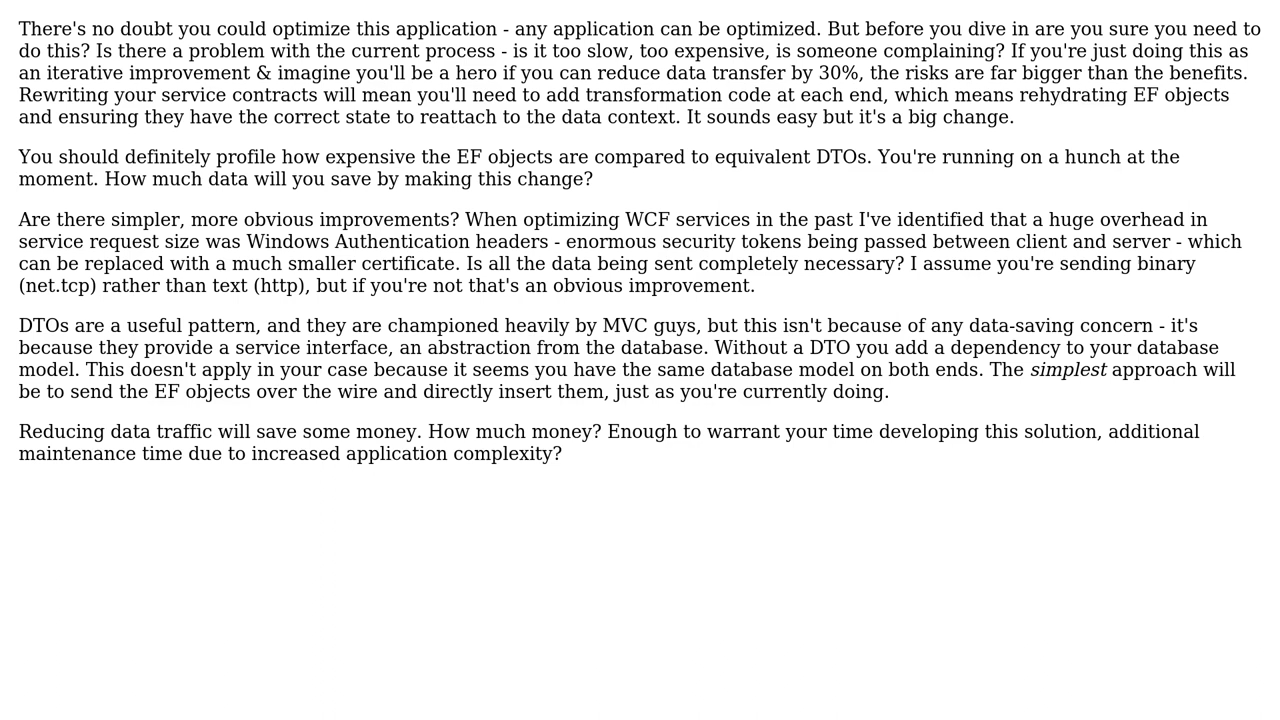 There's no doubt you could optimize this application - any application can be optimized. But before you dive in are you sure you need to
do this? Is there a problem with the current process - is it too slow, too expensive, is someone complaining? If you're just doing this as
an iterative improvement & imagine you'll be a hero if you can reduce data transfer by 30%, the risks are far bigger than the benefits.
Rewriting your service contracts will mean you'll need to add transformation code at each end, which means rehydrating EF objects
and ensuring they have the correct state to reattach to the data context. It sounds easy but it's a big change.
You should definitely profile how expensive the EF objects are compared to equivalent DTOs. You're running on a hunch at the
moment. How much data will you save by making this change?
Are there simpler, more obvious improvements? When optimizing WCF services in the past I've identified that a huge overhead in
service request size was Windows Authentication headers - enormous security tokens being passed between client and server - which
can be replaced with a much smaller certificate. Is all the data being sent completely necessary? I assume you're sending binary
(net.tcp) rather than text (http), but if you're not that's an obvious improvement.
DTOs are a useful pattern, and they are championed heavily by MVC guys, but this isn't because of any data-saving concern - it's
because they provide a service interface, an abstraction from the database. Without a DTO you add a dependency to your database
model. This doesn't apply in your case because it seems you have the same database model on both ends. The simplest approach will
be to send the EF objects over the wire and directly insert them, just as you're currently doing.
Reducing data traffic will save some money. How much money? Enough to warrant your time developing this solution, additional
maintenance time due to increased application complexity?